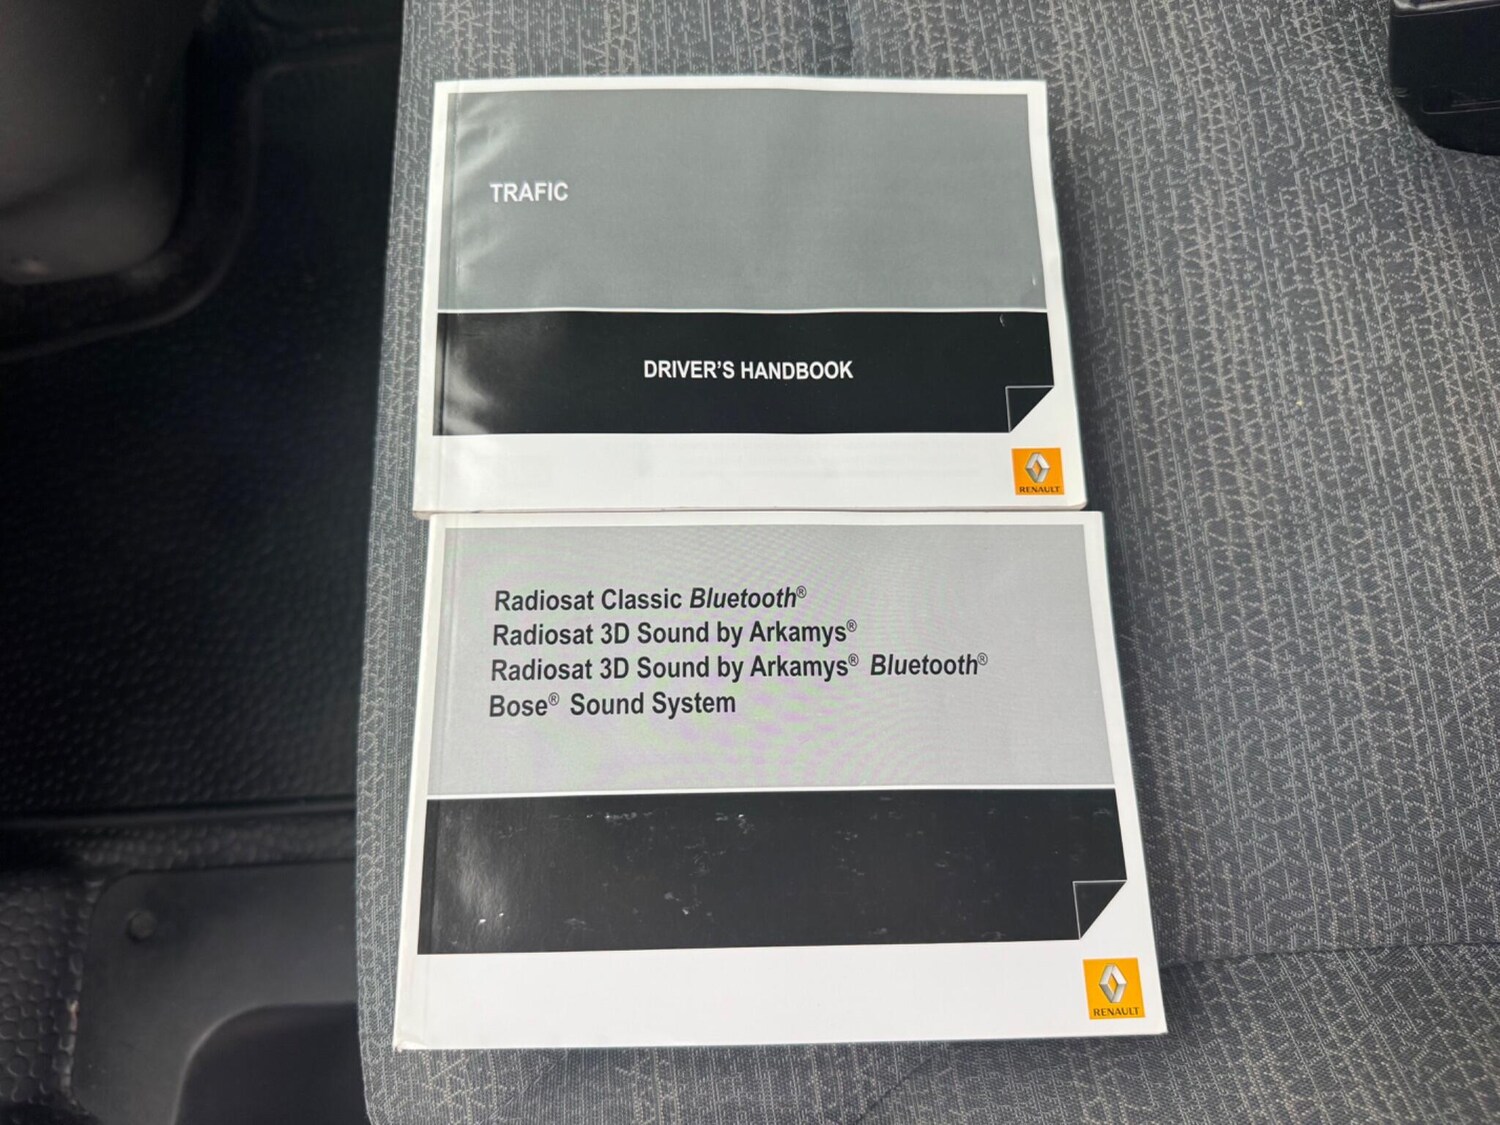 TRAFIC
DRIVER'S HANDBOOK
RENAULT
Radiosat Classic Bluetooth®
Radiosat 3D Sound by Arkamys®
Radiosat 3D Sound by Arkamys® Bluetooth®
Bose® Sound System
RENAULT